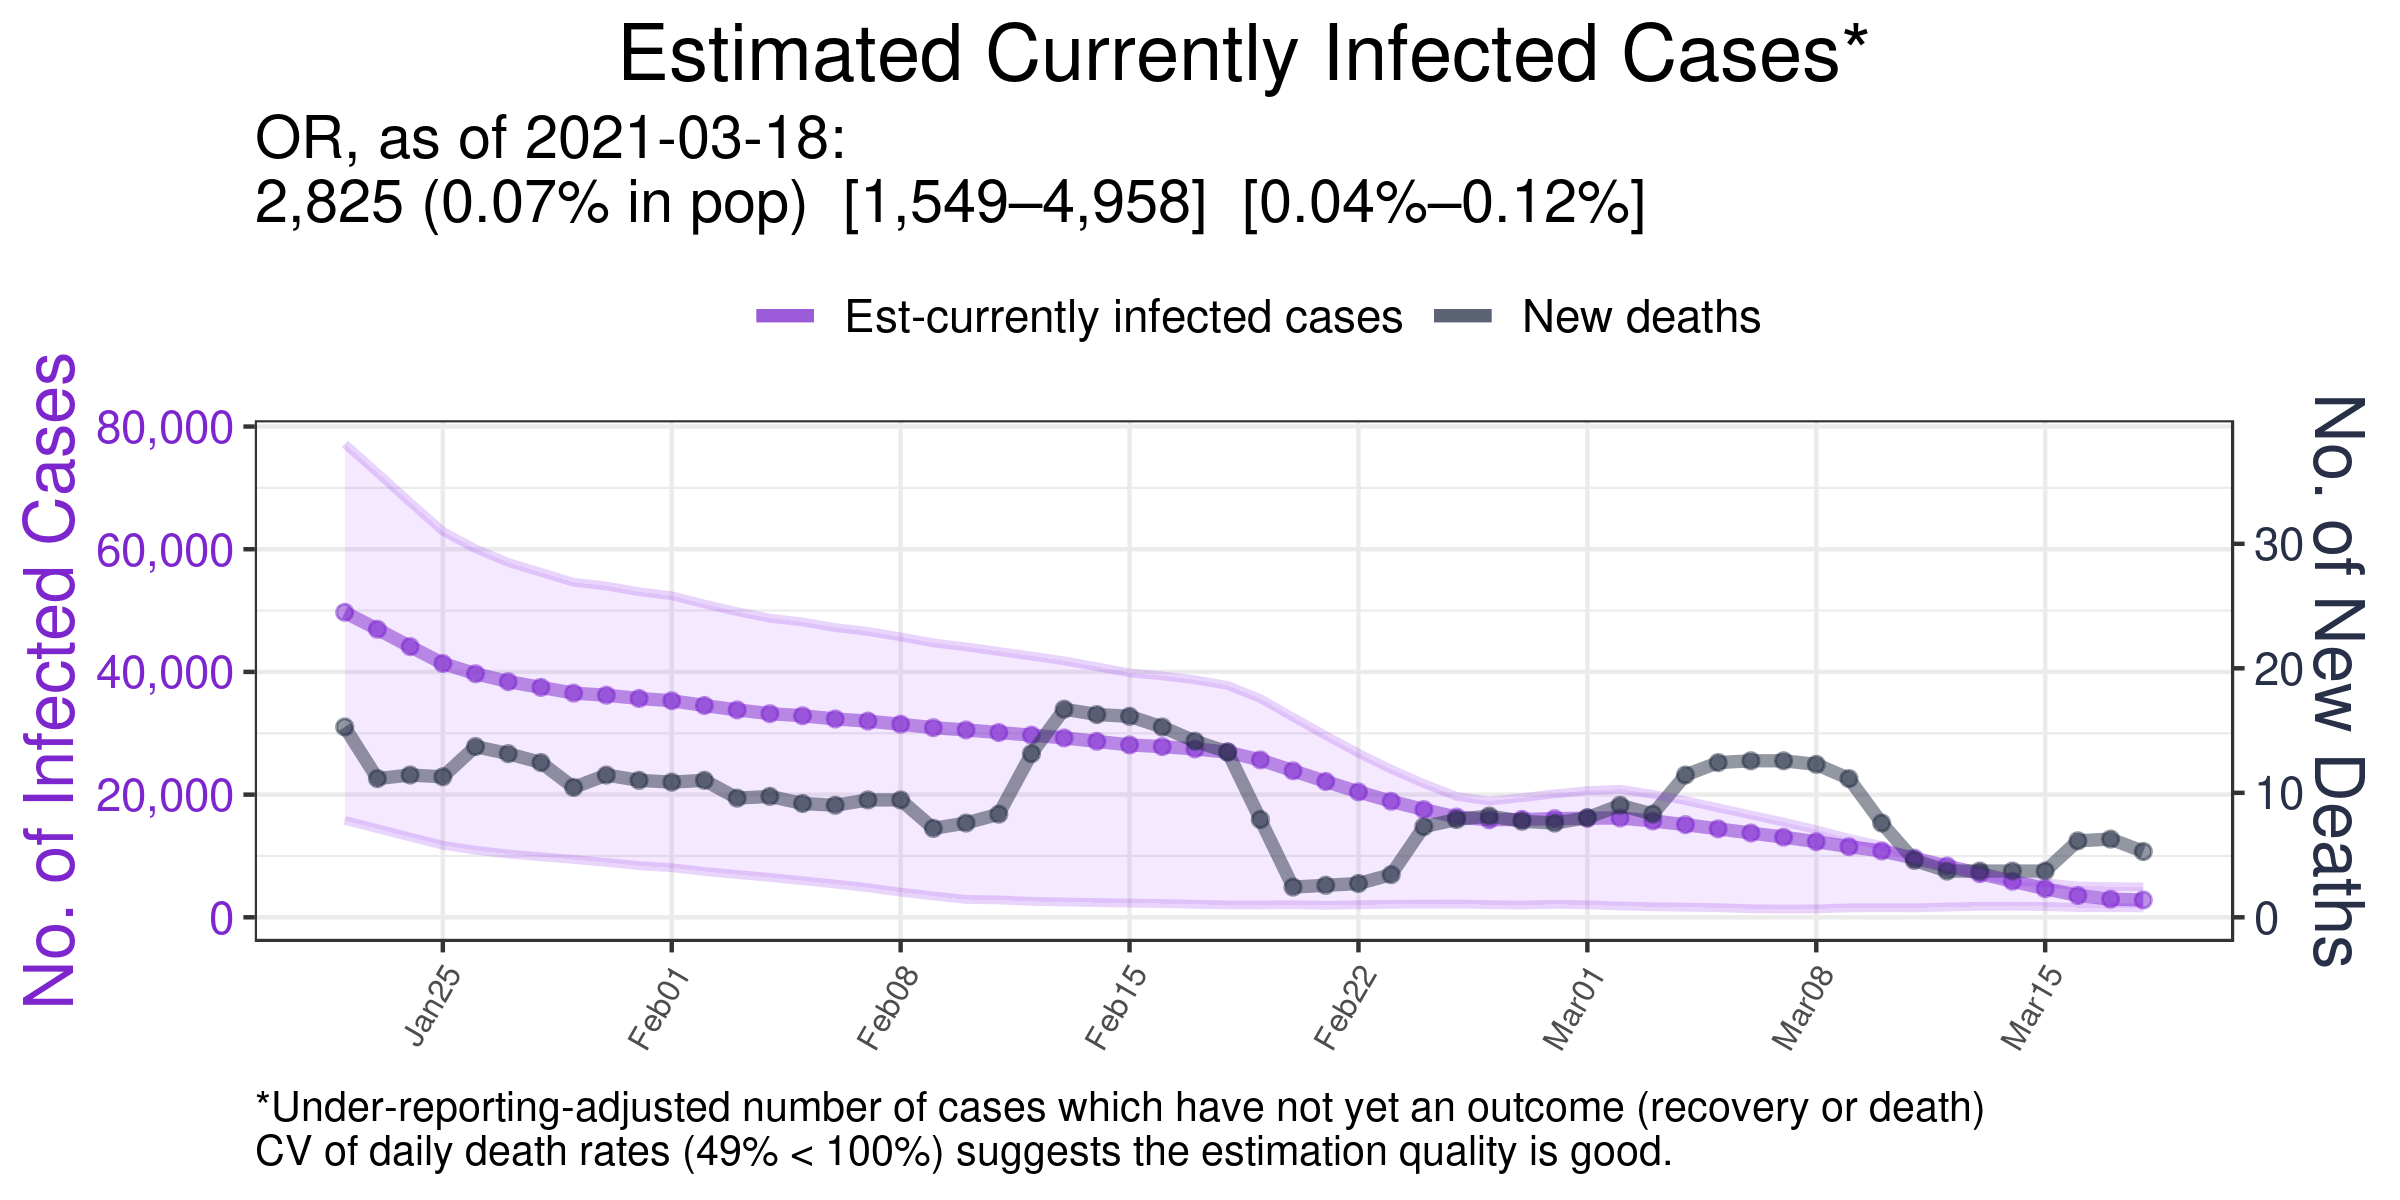 Estimated Currently Infected Cases*
OR, as of 2021-03-18:
2,825 (0.07% in pop)  [1,549–4,958]  [0.04%–0.12%]
Est-currently infected cases
New deaths
No. of Infected Cases
80,000
60,000
40,000
20,000
0
No. of New Deaths
30
20
10
0
Jan25
Feb01
Feb08
Feb15
Feb22
Mar01
Mar08
Mar15
*Under-reporting-adjusted number of cases which have not yet an outcome (recovery or death)
CV of daily death rates (49% < 100%) suggests the estimation quality is good.